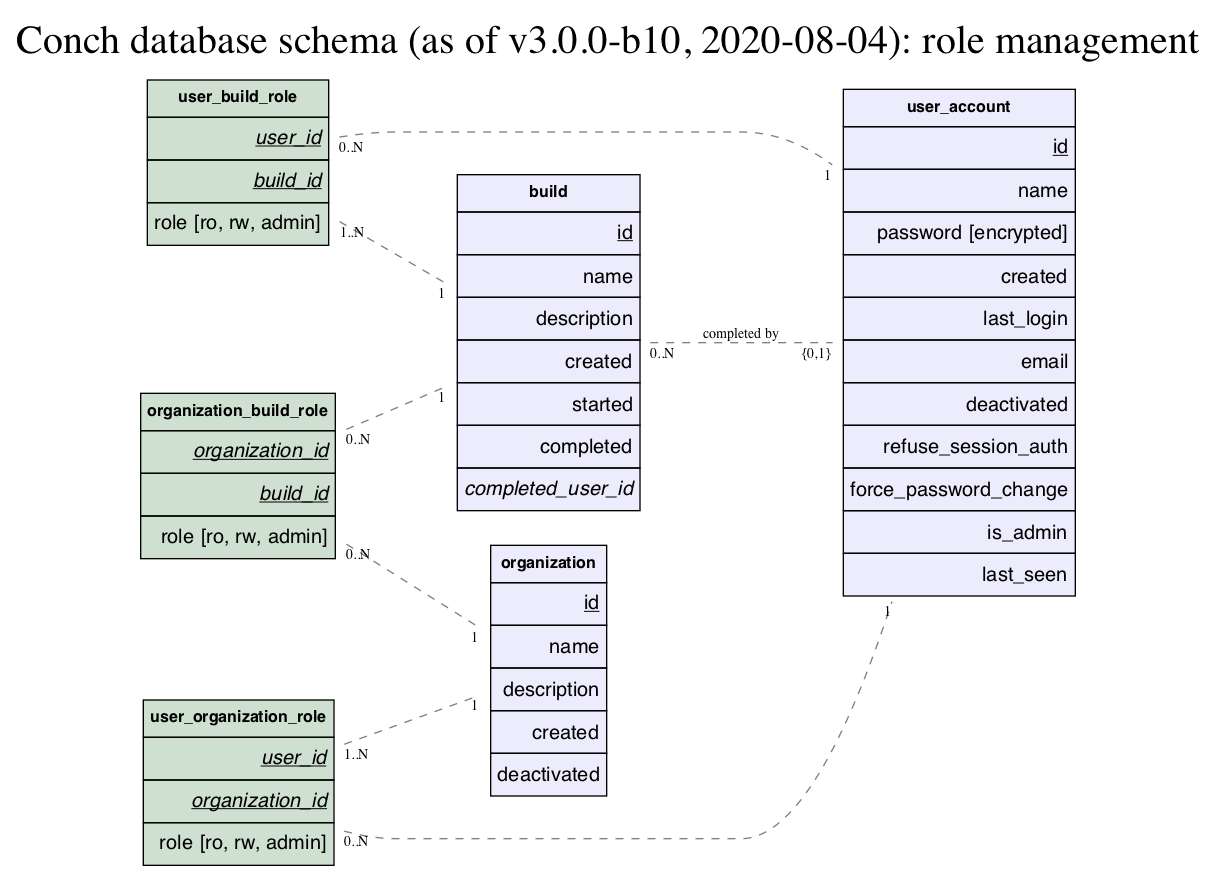 Conch database schema (as of v3.0.0-b10, 2020-08-04): role management
user_build_role
user_id
build_id
role [ro, rw, admin]
0..N
1
1..N
1
build
id
name
description
created
started
completed
completed_user_id
completed by
0..N
{0,1}
user_account
id
name
password [encrypted]
created
last_login
email
deactivated
refuse_session_auth
force_password_change
is_admin
last_seen
1
organization_build_role
organization_id
build_id
role [ro, rw, admin]
1
0..N
0..N
1
organization
id
name
description
created
deactivated
user_organization_role
user_id
organization_id
role [ro, rw, admin]
1
1..N
0..N